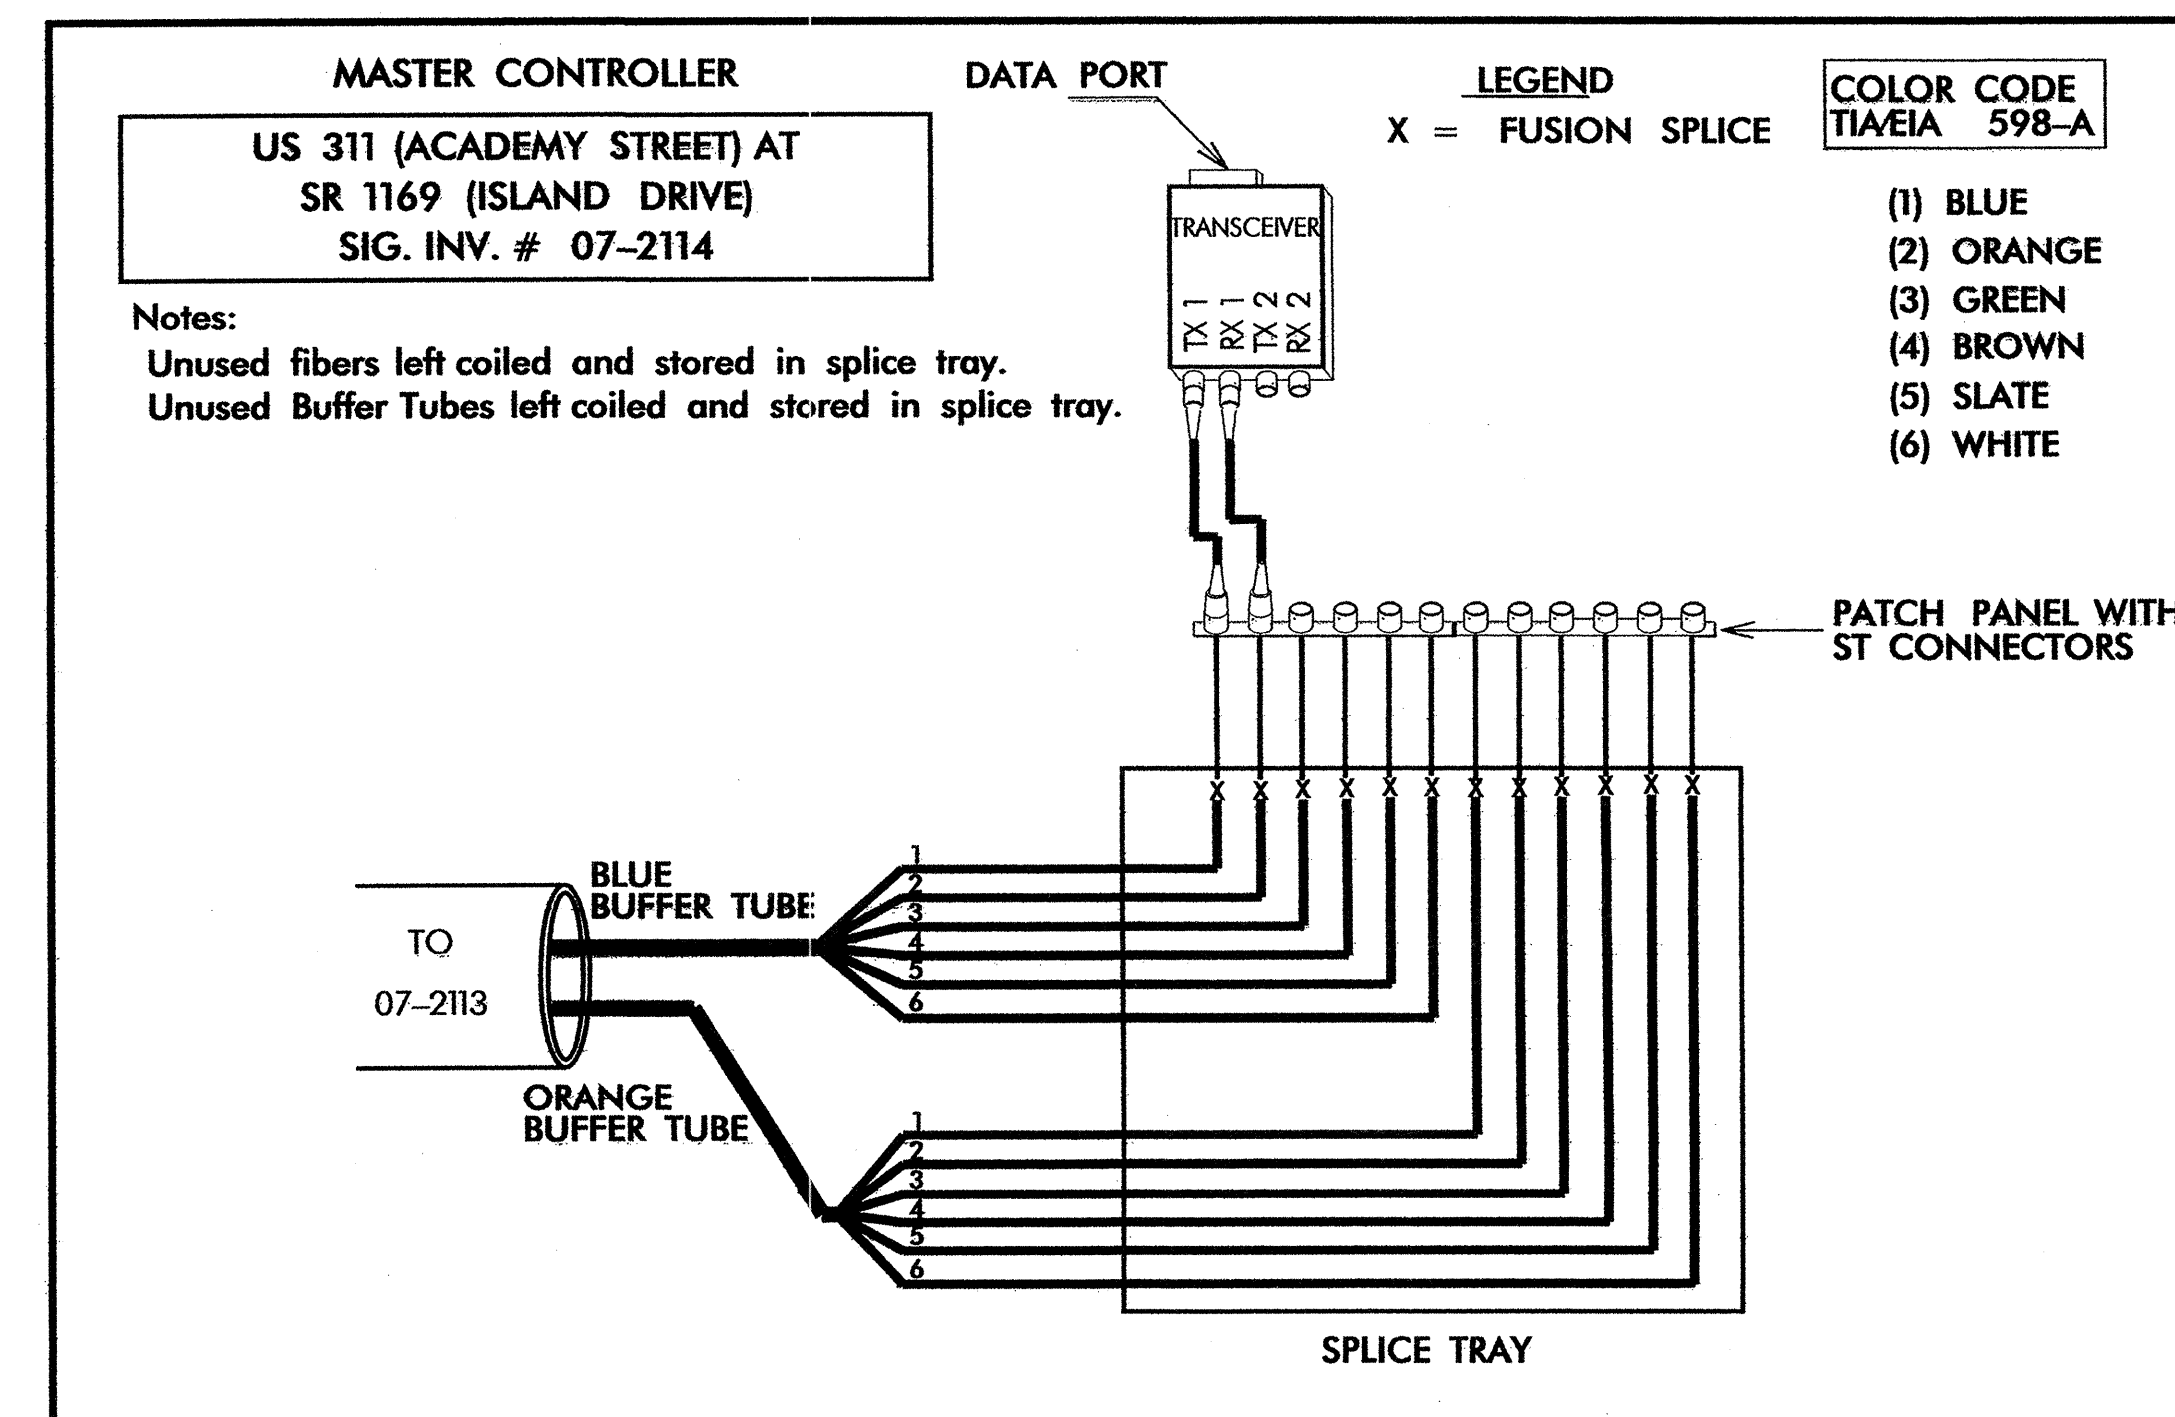 MASTER CONTROLLER
US 311 (ACADEMY STREET) AT
SR 1169 (ISLAND DRIVE)
SIG. INV. # 07-2114
Notes:
Unused fibers left coiled and stored in splice tray.
Unused Buffer Tubes left coiled and stored in splice tray.
DATA PORT
TRANSCEIVER
TX 1
RX 1
TX 2
RX 2
LEGEND
X = FUSION SPLICE
COLOR CODE
TIA/EIA 598-A
(1) BLUE
(2) ORANGE
(3) GREEN
(4) BROWN
(5) SLATE
(6) WHITE
PATCH PANEL WITH
ST CONNECTORS
X X X X X X X X X X X X
BLUE
BUFFER TUBE
1
2
3
4
5
6
TO
07-2113
ORANGE
BUFFER TUBE
1
2
3
4
5
6
SPLICE TRAY